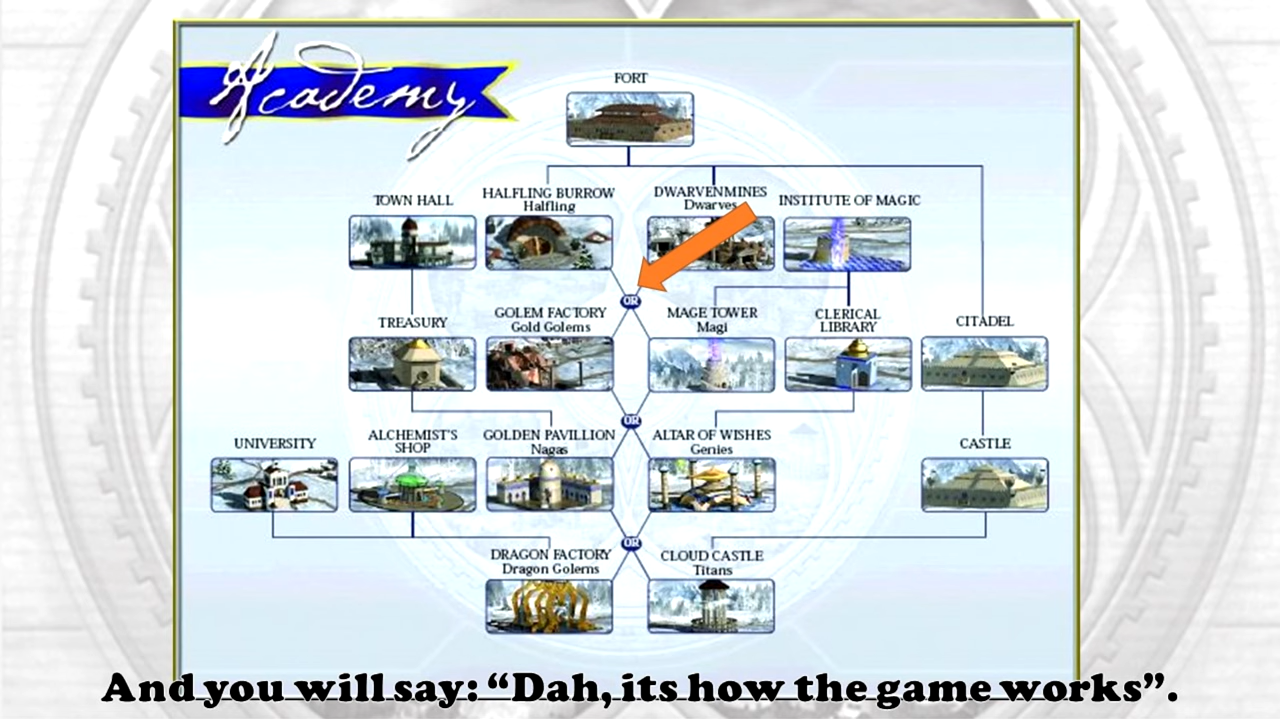 Academy
FORT
TOWN HALL
HALFLING BURROW
Halfling
DWARVENMINES
Dwarves
INSTITUTE OF MAGIC
OR
TREASURY
GOLEM FACTORY
Gold Golems
MAGE TOWER
Magi
CLERICAL
LIBRARY
CITADEL
OR
UNIVERSITY
ALCHEMIST'S
SHOP
GOLDEN PAVILLION
Nagas
ALTAR OF WISHES
Genies
CASTLE
OR
DRAGON FACTORY
Dragon Golems
CLOUD CASTLE
Titans
And you will say: “Dah, its how the game works”.